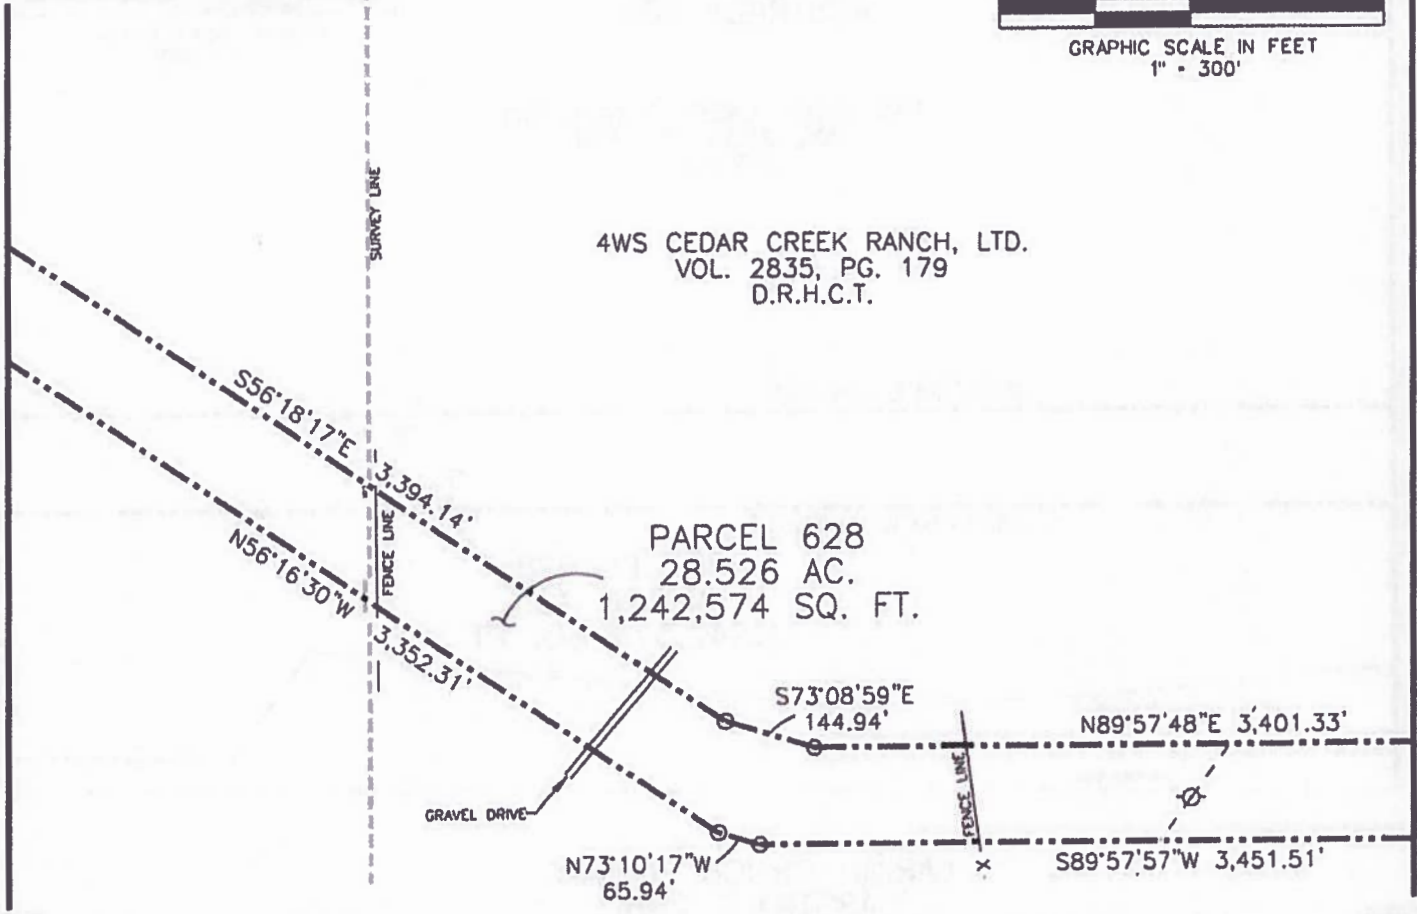 GRAPHIC SCALE IN FEET
1" = 300'
SURVEY LINE
4WS CEDAR CREEK RANCH, LTD.
VOL. 2835, PG. 179
D.R.H.C.T.
S56°18'17"E
3,394.14'
FENCE LINE
N56°16'30"W
3,352.31'
PARCEL 628
28.526 AC.
1,242,574 SQ. FT.
S73°08'59"E
144.94'
N89°57'48"E 3,401.33'
FENCE LINE
GRAVEL DRIVE
N73°10'17"W
65.94'
S89°57'57"W 3,451.51'